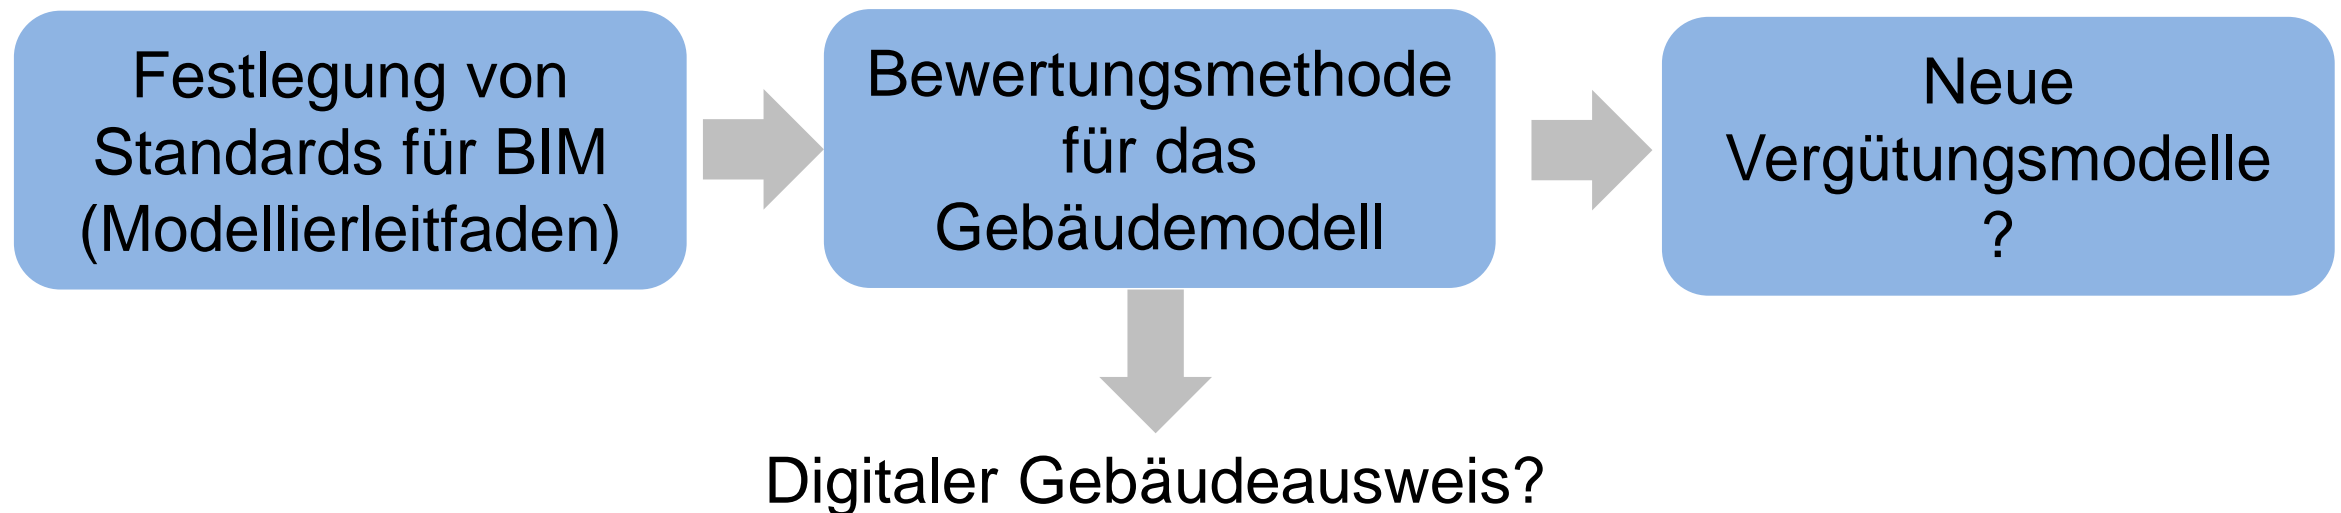 Festlegung von
Standards für BIM
(Modellierleitfaden)
Bewertungsmethode
für das
Gebäudemodell
Neue
Vergütungsmodelle
?
Digitaler Gebäudeausweis?